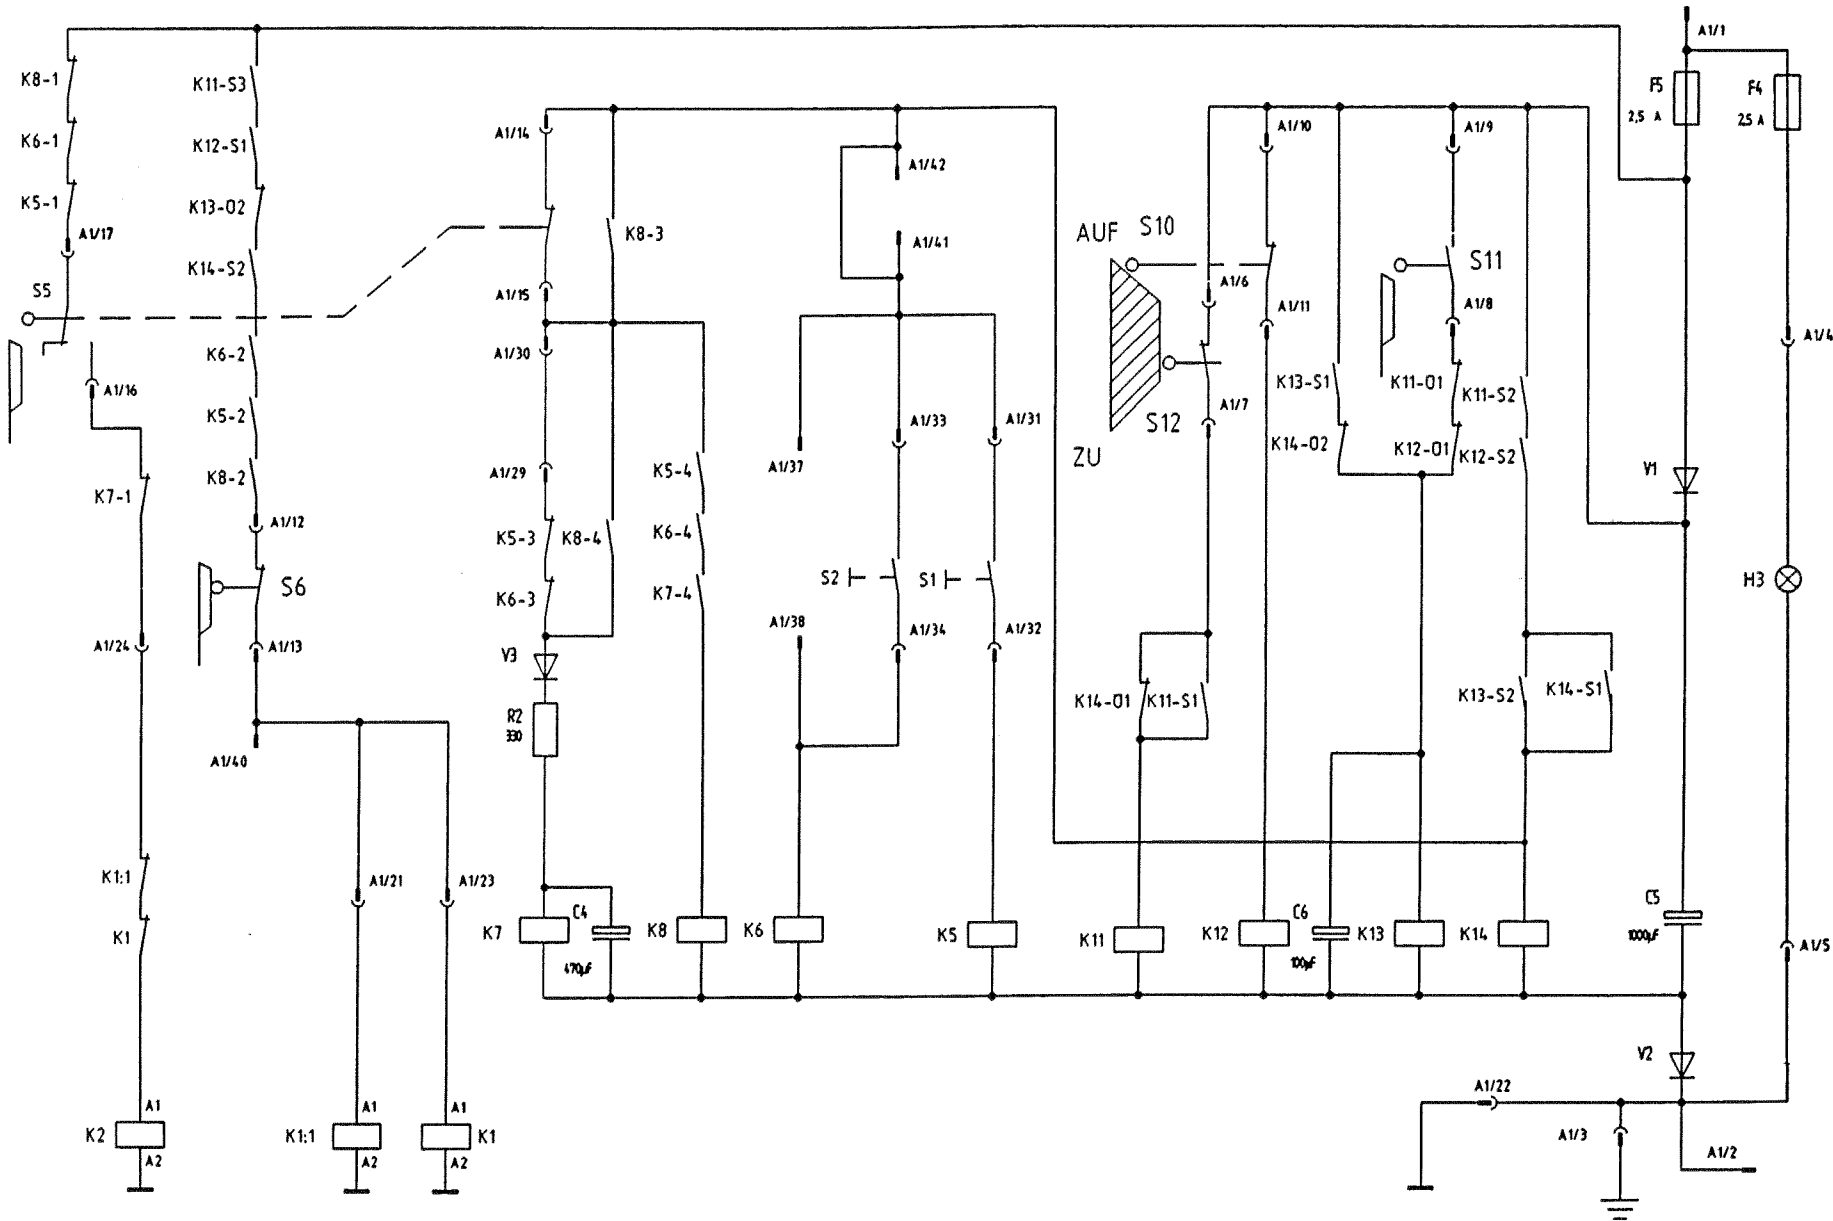 A1/1
K8-1
K11-S3
F5
F4
2,5 A
25 A
A1/14
A1/10
A1/9
K6-1
K12-S1
A1/42
K5-1
K13-02
A1/17
K8-3
A1/41
AUF
S10
S11
K14-S2
A1/6
S5
A1/15
A1/11
A1/8
A1/4
K6-2
A1/30
A1/16
K13-S1
K11-01
K11-S2
K5-2
A1/33
A1/31
A1/7
S12
K14-02
K12-01
K12-S2
ZU
A1/37
K8-2
A1/29
K5-4
V1
K7-1
A1/12
K5-3
K8-4
K6-4
S6
S2
S1
H3
K6-3
K7-4
A1/38
A1/34
A1/32
A1/24
A1/13
V3
K14-01
K11-S1
K13-S2
K14-S1
R2
330
A1/40
K1:1
A1/21
A1/23
C4
C6
C5
K7
K8
K6
K5
K11
K12
K13
K14
K1
1000µF
A1/5
470µF
100µF
V2
A1/22
A1
A1
A1
K2
K1:1
K1
A1/3
A2
A2
A2
A1/2